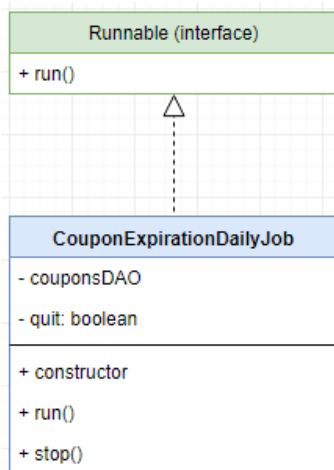 Runnable (interface)
+ run()
CouponExpirationDailyJob
- couponsDAO
- quit: boolean
+ constructor
+ run()
+ stop()